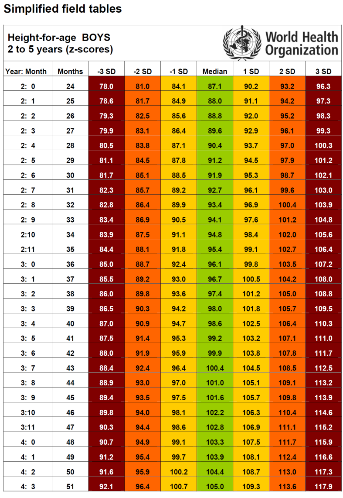 Simplified field tables
Height-for-age BOYS
2 to 5 years (z-scores)
World Health
Organization
Year: Month Months -3 SD -2 SD -1 SD Median 1 SD 2 SD 3 SD
2: 0 24 78.0 81.0 84.1 87.1 90.2 93.2 96.3
2: 1 25 78.6 81.7 84.9 88.0 91.1 94.2 97.3
2: 2 26 79.3 82.5 85.6 88.8 92.0 95.2 98.3
2: 3 27 79.9 83.1 86.4 89.6 92.9 96.1 99.3
2: 4 28 80.5 83.8 87.1 90.4 93.7 97.0 100.3
2: 5 29 81.1 84.5 87.8 91.2 94.5 97.9 101.2
2: 6 30 81.7 85.1 88.5 91.9 95.3 98.7 102.1
2: 7 31 82.3 85.7 89.2 92.7 96.1 99.6 103.0
2: 8 32 82.8 86.4 89.9 93.4 96.9 100.4 103.9
2: 9 33 83.4 86.9 90.5 94.1 97.6 101.2 104.8
2:10 34 83.9 87.5 91.1 94.8 98.4 102.0 105.6
2:11 35 84.4 88.1 91.8 95.4 99.1 102.7 106.4
3: 0 36 85.0 88.7 92.4 96.1 99.8 103.5 107.2
3: 1 37 85.5 89.2 93.0 96.7 100.5 104.2 108.0
3: 2 38 86.0 89.8 93.6 97.4 101.2 105.0 108.8
3: 3 39 86.5 90.3 94.2 98.0 101.8 105.7 109.5
3: 4 40 87.0 90.9 94.7 98.6 102.5 106.4 110.3
3: 5 41 87.5 91.4 95.3 99.2 103.2 107.1 111.0
3: 6 42 88.0 91.9 95.9 99.9 103.8 107.8 111.7
3: 7 43 88.4 92.4 96.4 100.4 104.5 108.5 112.5
3: 8 44 88.9 93.0 97.0 101.0 105.1 109.1 113.2
3: 9 45 89.4 93.5 97.5 101.6 105.7 109.8 113.9
3:10 46 89.8 94.0 98.1 102.2 106.3 110.4 114.6
3:11 47 90.3 94.4 98.6 102.8 106.9 111.1 115.2
4: 0 48 90.7 94.9 99.1 103.3 107.5 111.7 115.9
4: 1 49 91.2 95.4 99.7 103.9 108.1 112.4 116.6
4: 2 50 91.6 95.9 100.2 104.4 108.7 113.0 117.3
4: 3 51 92.1 96.4 100.7 105.0 109.3 113.6 117.9